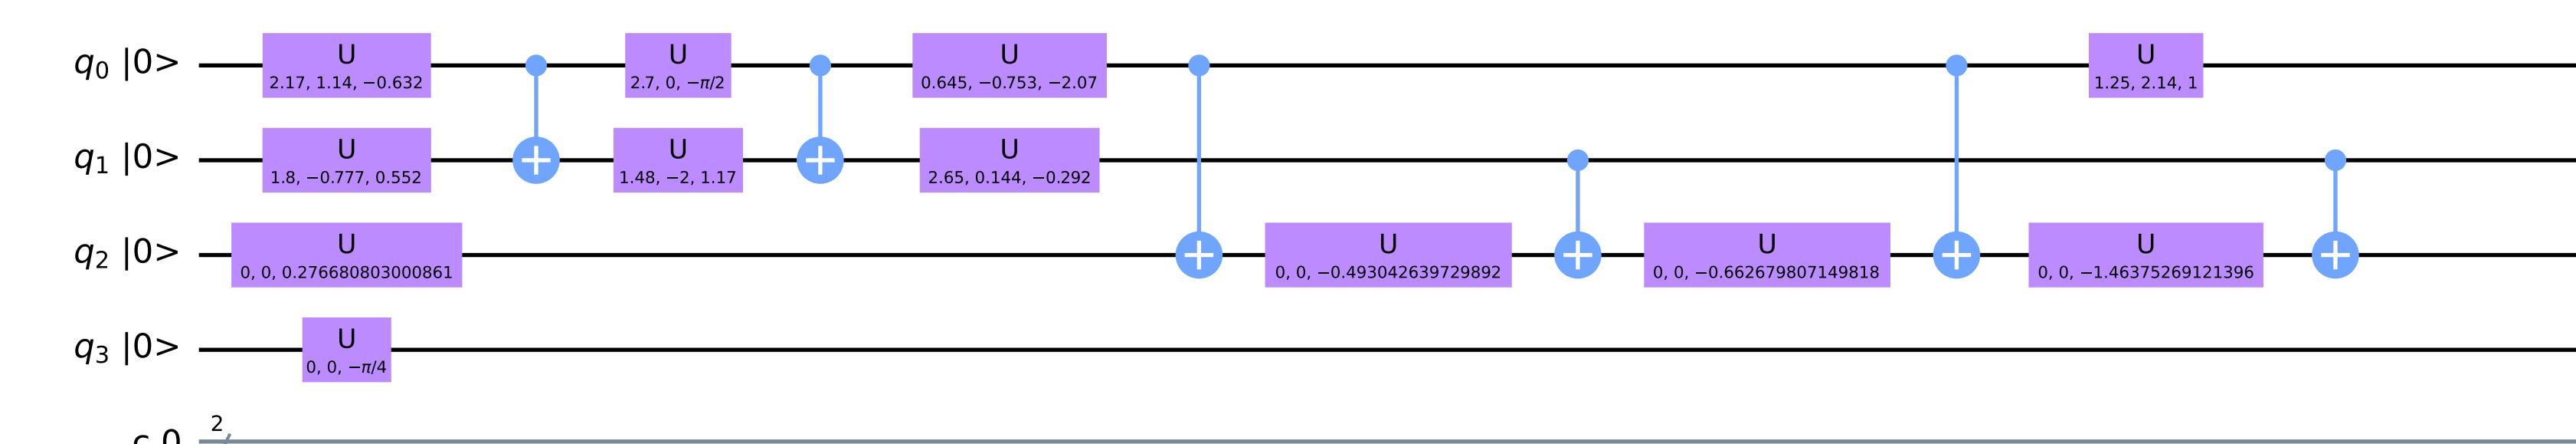 q0 |0> U U U U
2.17, 1.14, −0.632 2.7, 0, −π/2 0.645, −0.753, −2.07 1.25, 2.14, 1
q1 |0> U U U
1.8, −0.777, 0.552 1.48, −2, 1.17 2.65, 0.144, −0.292
q2 |0> U U U U
0, 0, 0.276680803000861 0, 0, −0.493042639729892 0, 0, −0.662679807149818 0, 0, −1.46375269121396
q3 |0> U
0, 0, −π/4
2
c 0